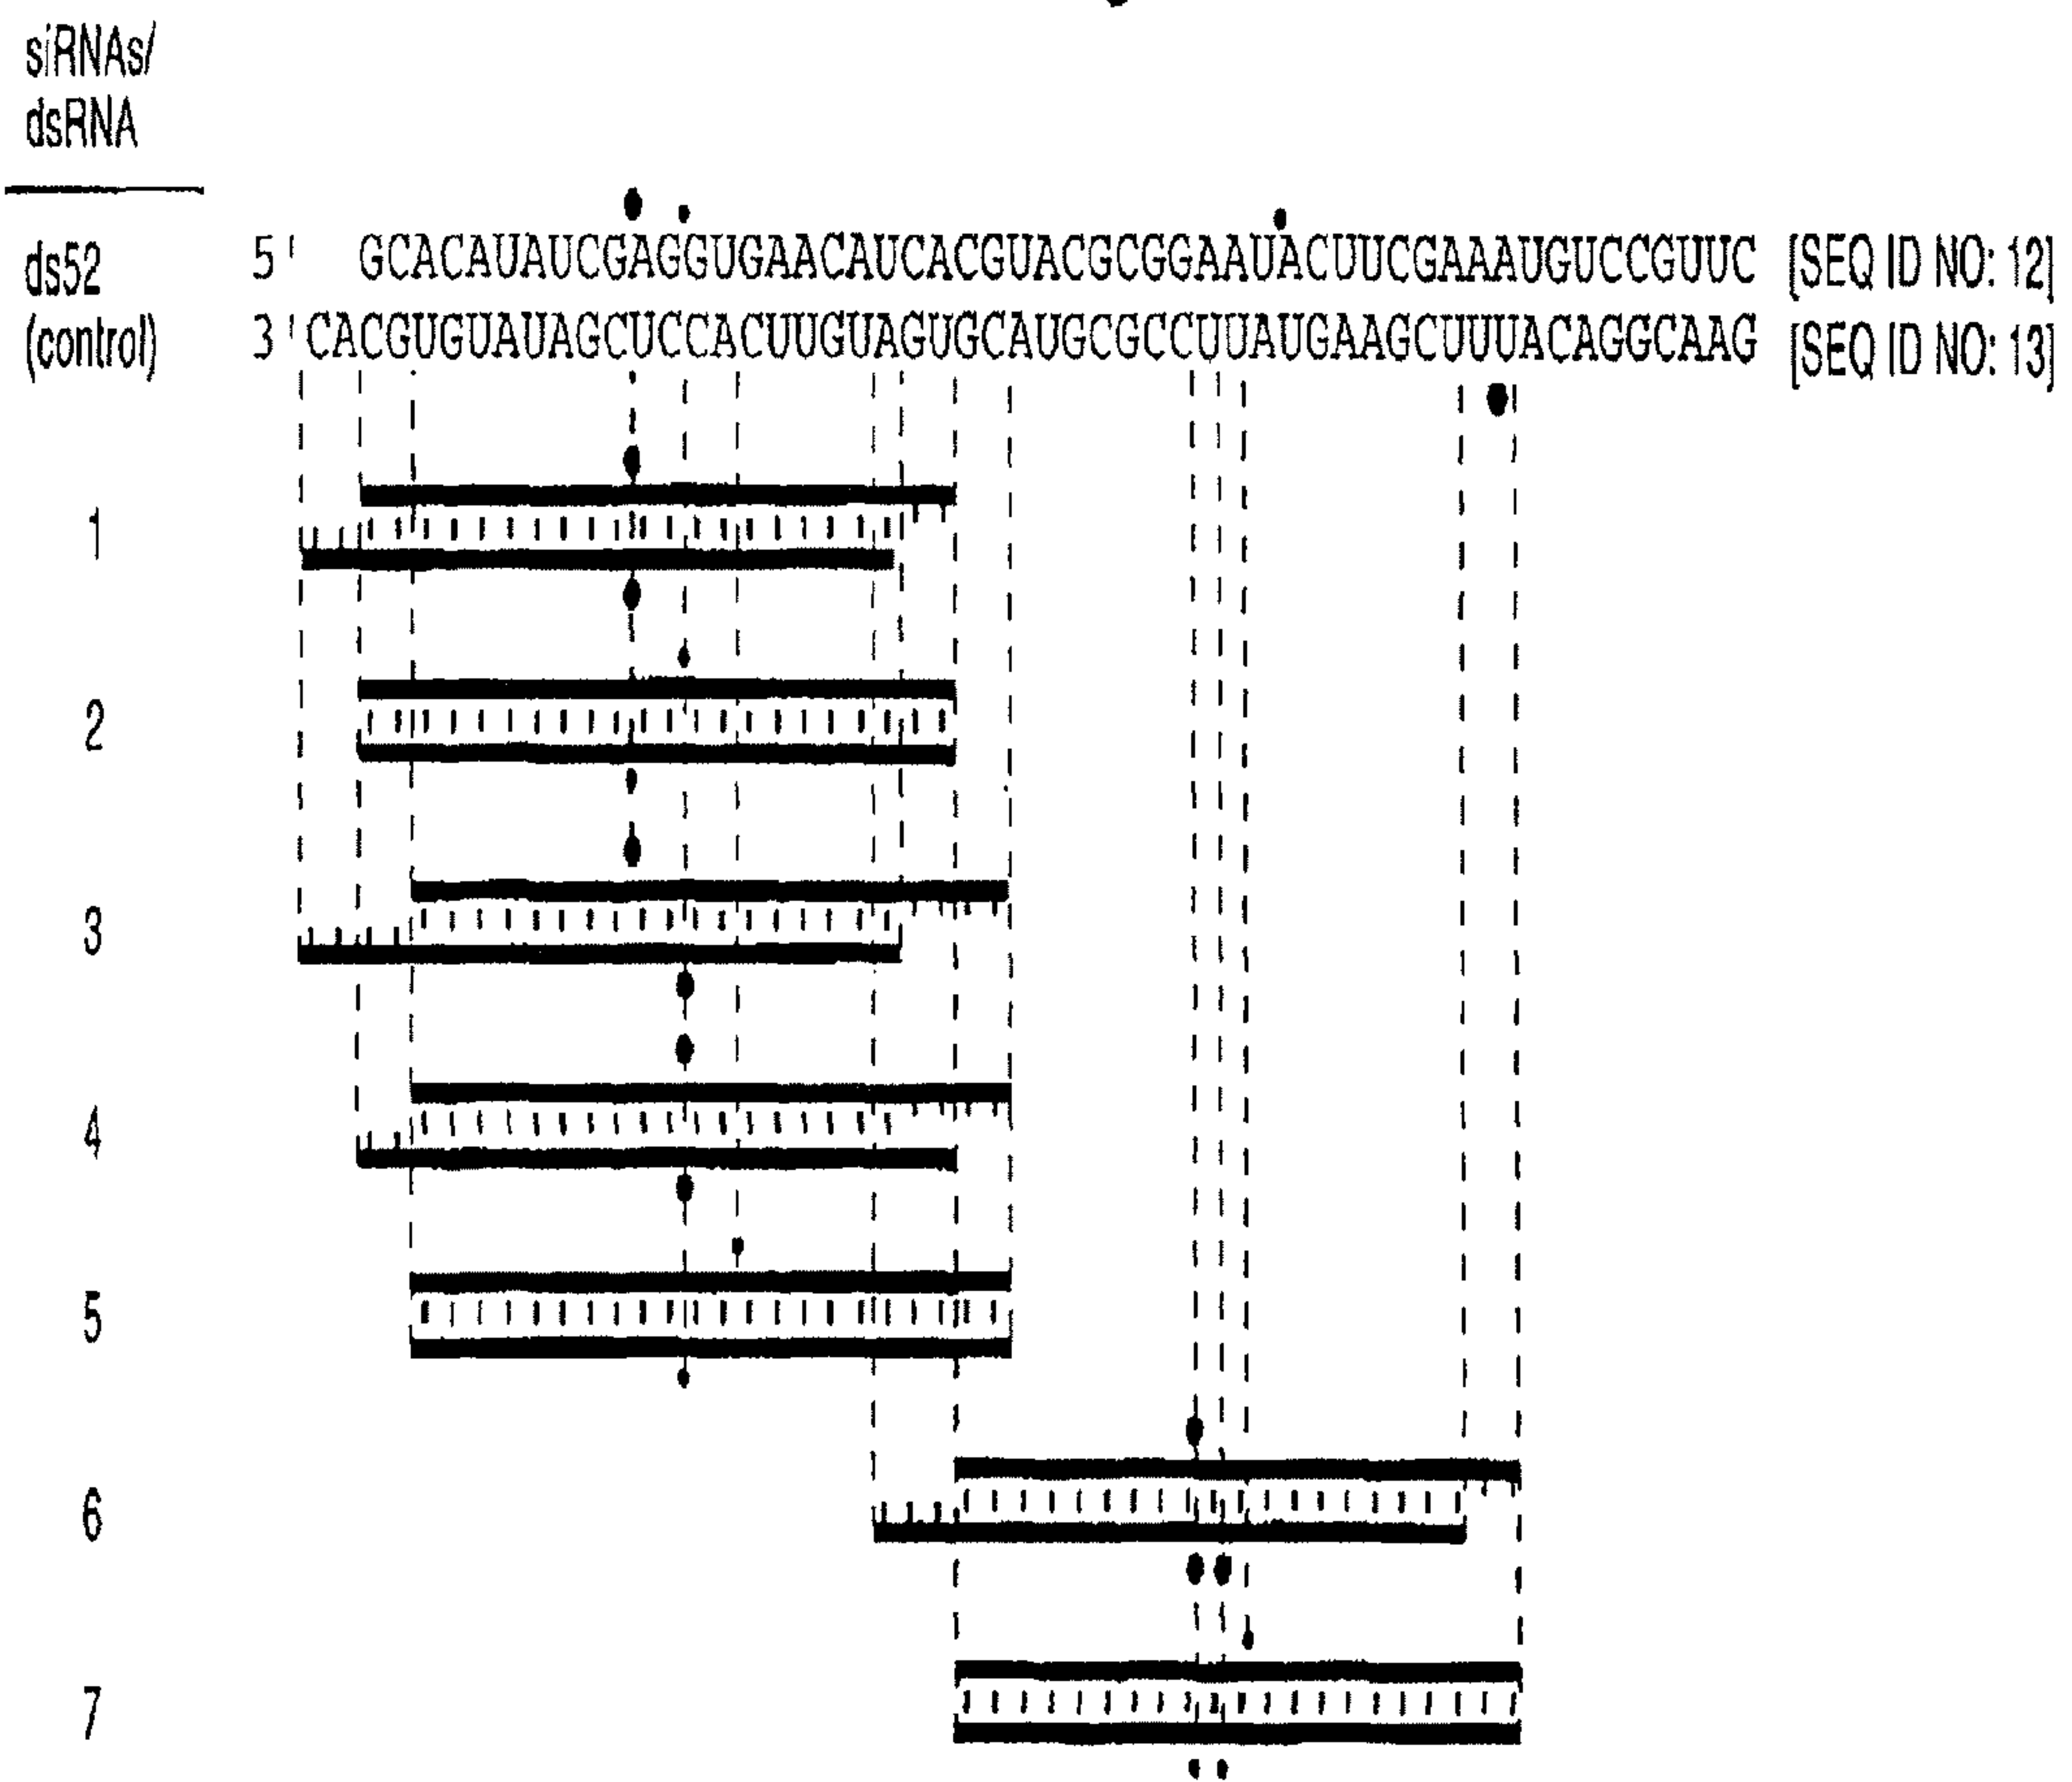 siRNAs/
dsRNA
ds52 5' GCACAUAUCGAGGUGAACAUCACGUACGCGGAAUACUUCGAAAUGUCCGUUC [SEQ ID NO: 12]
(control) 3' CACGUGUAUAGCUCCACUUGUAGUGCAUGCGCCUUAUGAAGCUUUACAGGCAAG [SEQ ID NO: 13]
1
2
3
4
5
6
7